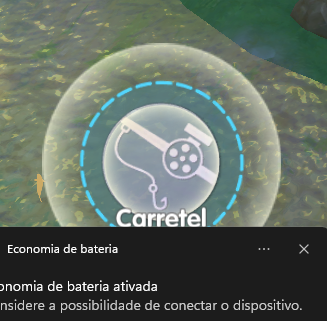 Carretel
Economia de bateria
onomia de bateria ativada
nsidere a possibilidade de conectar o dispositivo.